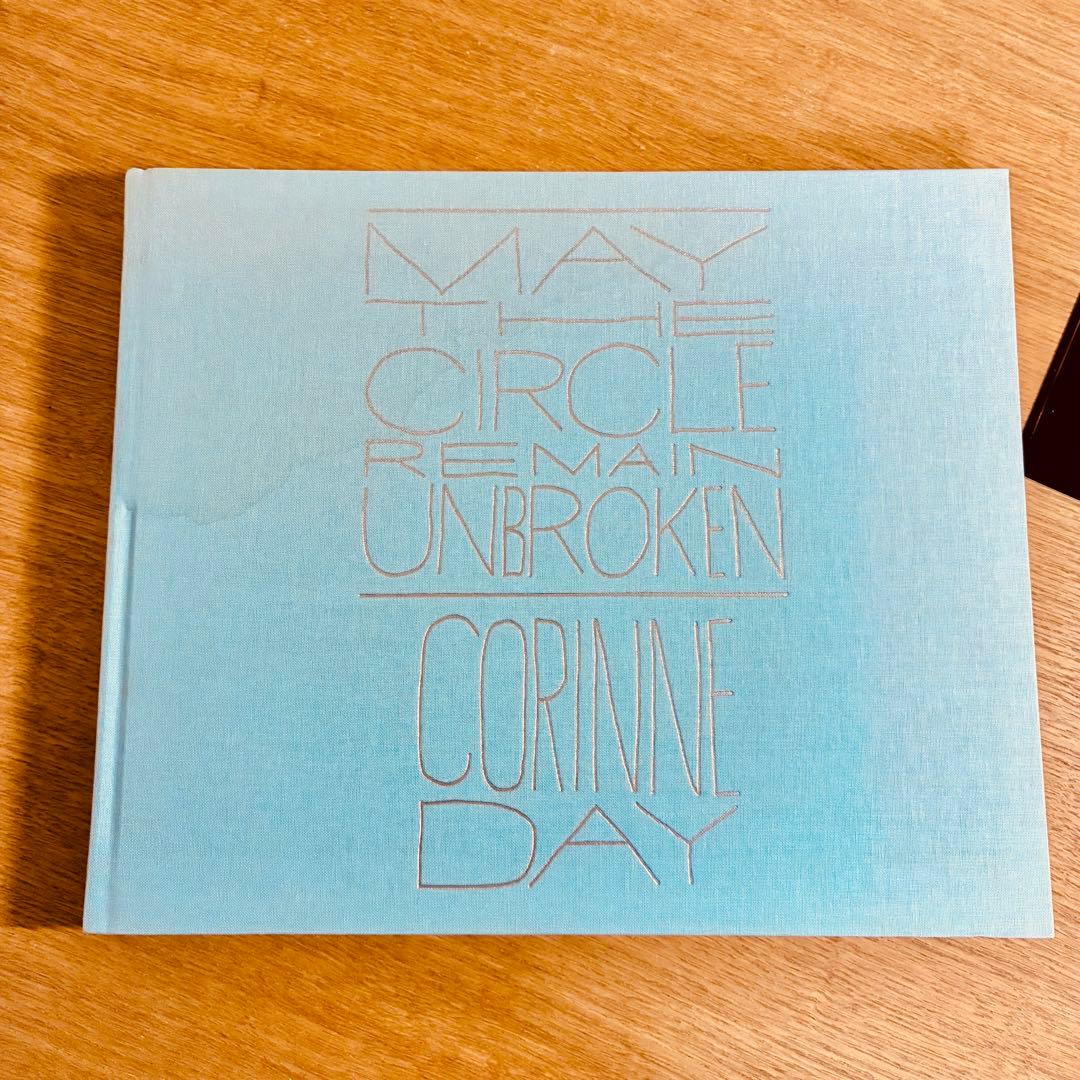 MAY
THE
CIRCLE
REMAIN
UNBROKEN
CORINNE
DAY